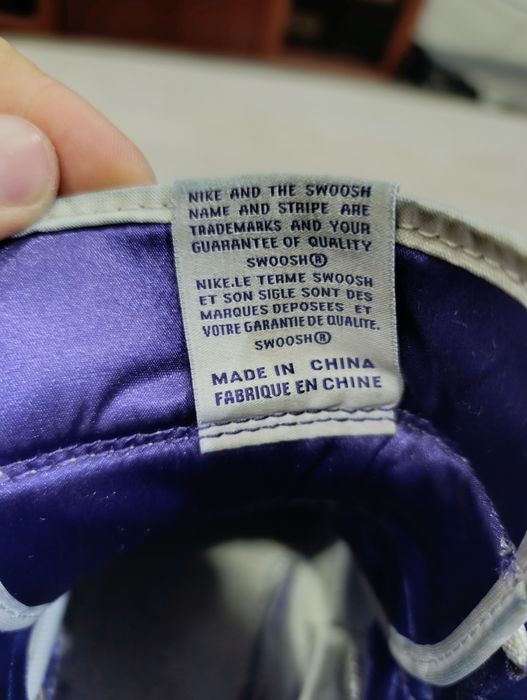 NIKE AND THE SWOOSH
NAME AND STRIPE ARE
TRADEMARKS AND YOUR
GUARANTEE OF QUALITY
SWOOSH®
NIKE.LE TERME SWOOSH
ET SON SIGLE SONT DES
MARQUES DEPOSEES ET
VOTRE GARANTIE DE QUALITE.
SWOOSH®
MADE IN CHINA
FABRIQUE EN CHINE